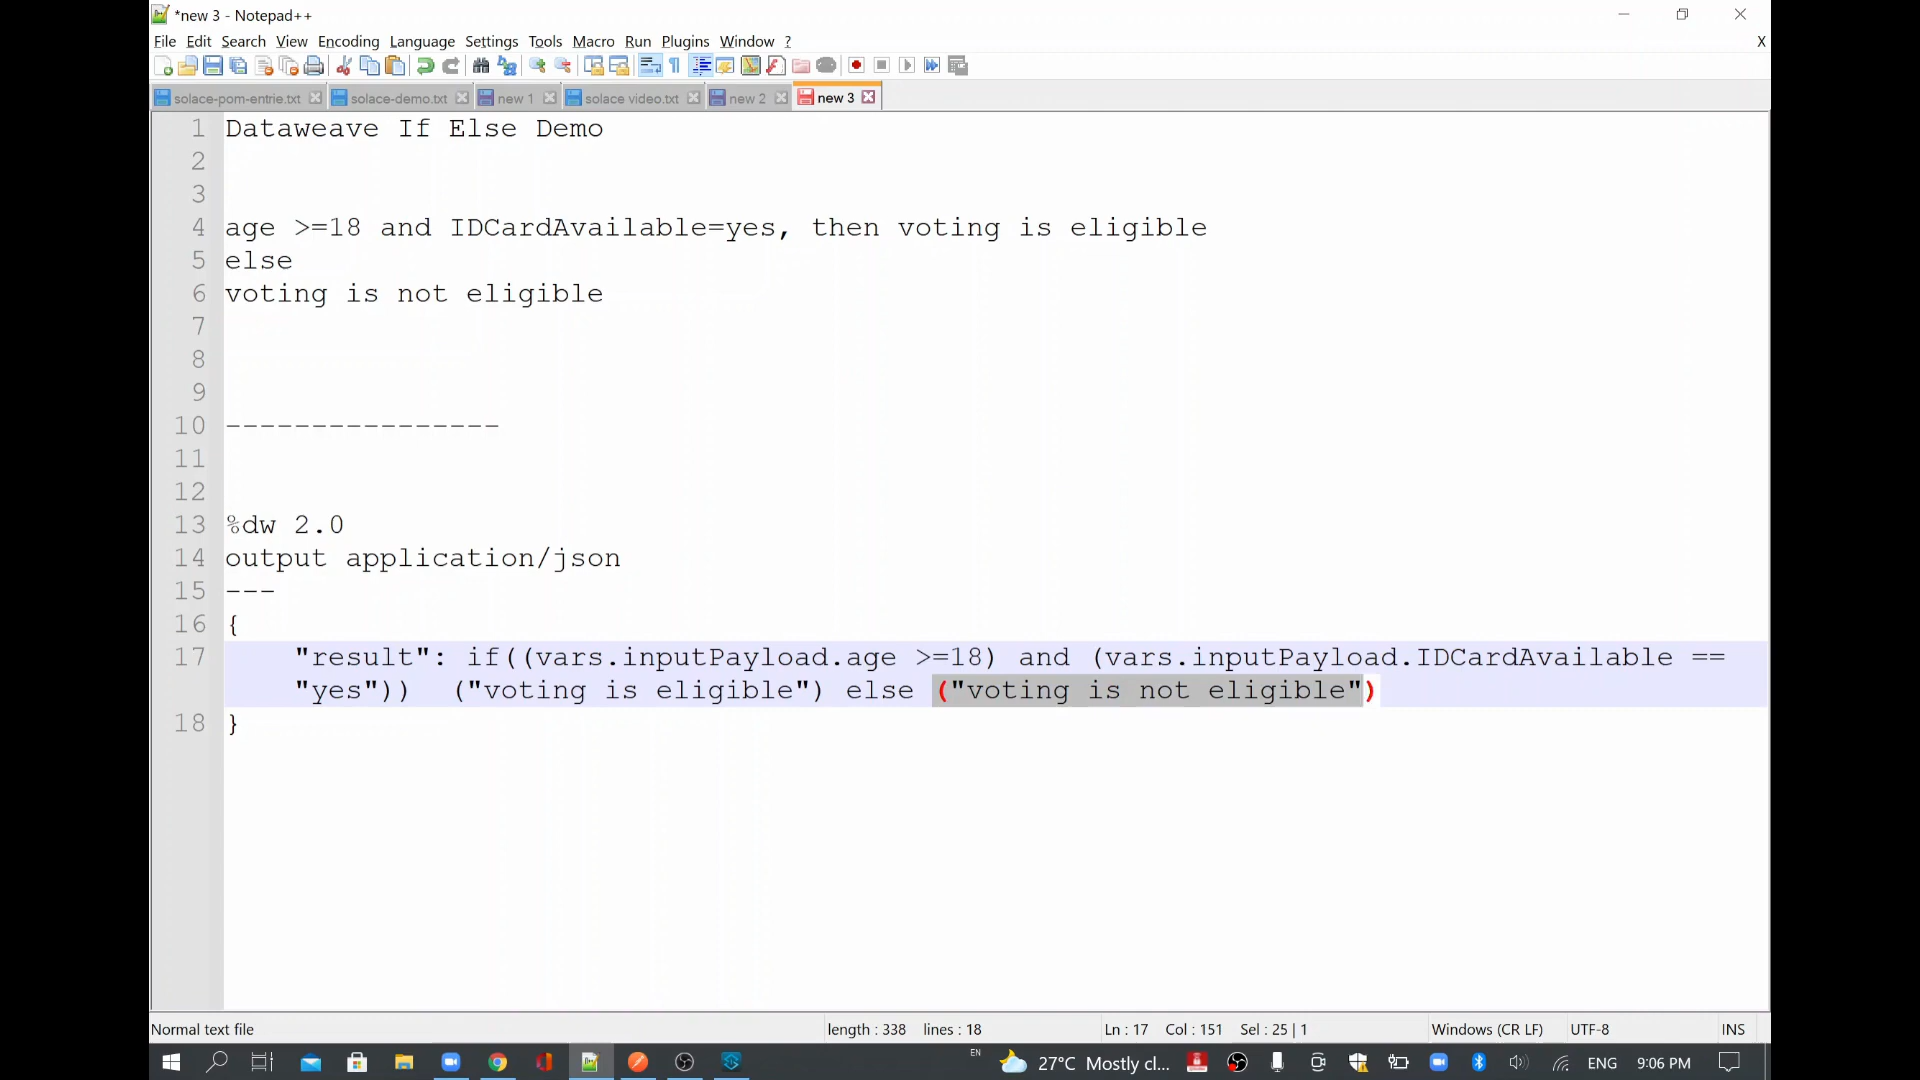 *new 3 - Notepad++
File Edit Search View Encoding Language Settings Tools Macro Run Plugins Window ? X
solace-pom-entrie.txt solace-demo.txt new 1 solace video.txt new 2 new 3
1 Dataweave If Else Demo
2
3
4 age >=18 and IDCardAvailable=yes, then voting is eligible
5 else
6 voting is not eligible
7
8
9
10 ----------------
11
12
13 %dw 2.0
14 output application/json
15 ---
16 {
17 "result": if((vars.inputPayload.age >=18) and (vars.inputPayload.IDCardAvailable ==
"yes")) ("voting is eligible") else ("voting is not eligible")
18 }
Normal text file length : 338 lines : 18 Ln : 17 Col : 151 Sel : 25 | 1 Windows (CR LF) UTF-8 INS
EN 27°C Mostly cl... ENG 9:06 PM